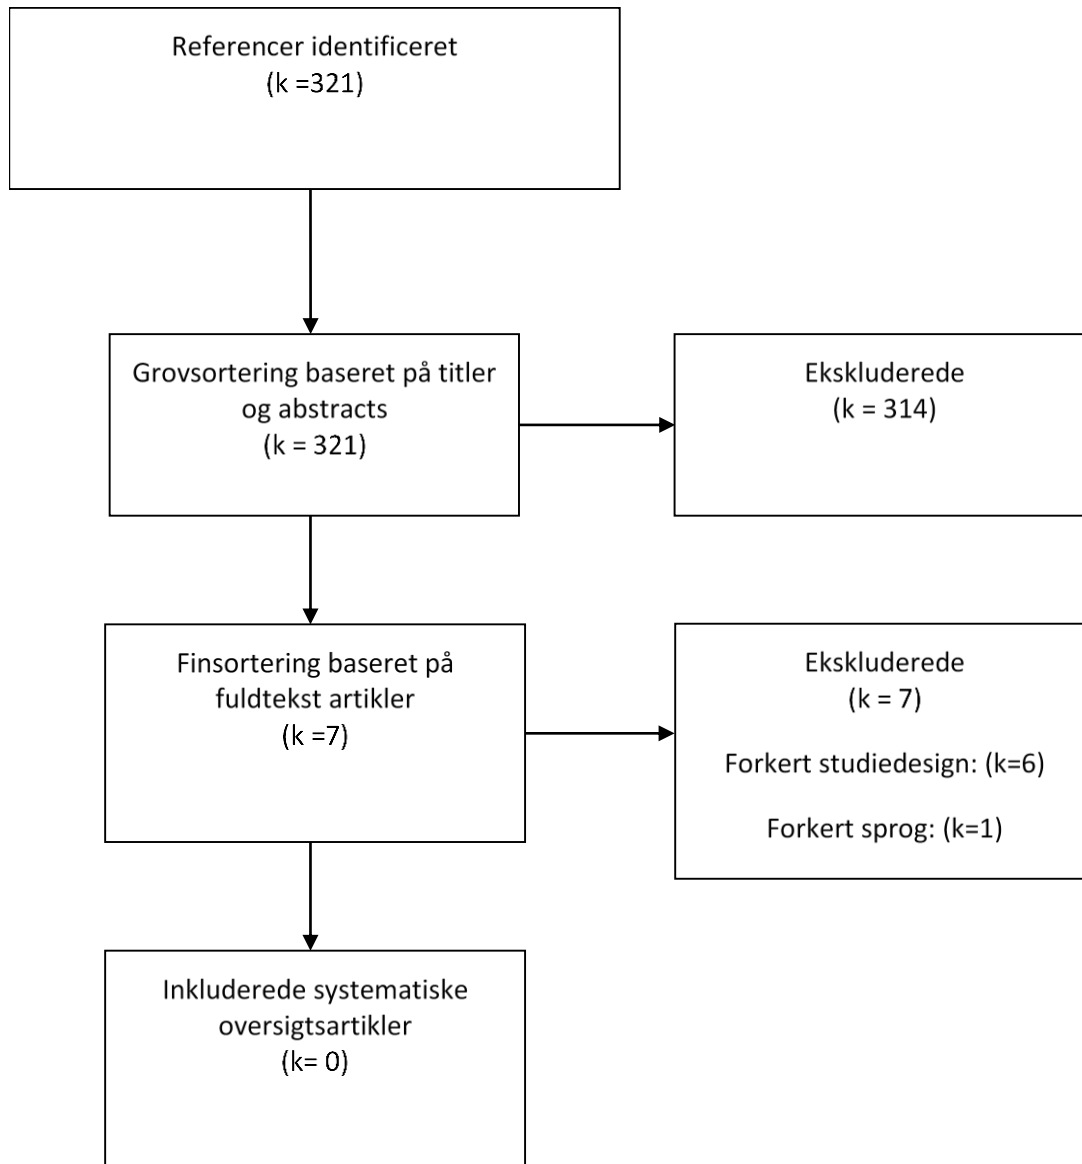 Referencer identificeret
(k =321)
Grovsortering baseret på titler
og abstracts
(k = 321)
Ekskluderede
(k = 314)
Finsortering baseret på
fuldtekst artikler
(k =7)
Ekskluderede
(k = 7)
Forkert studiedesign: (k=6)
Forkert sprog: (k=1)
Inkluderede systematiske
oversigtsartikler
(k= 0)